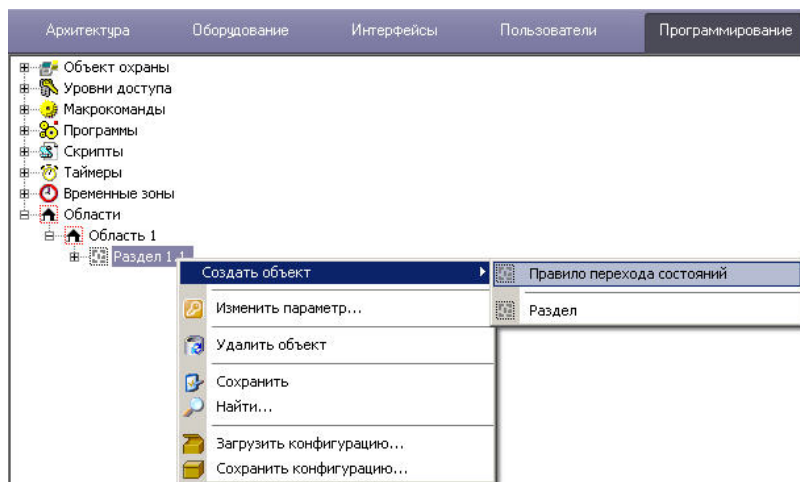 Архитектура Оборудование Интерфейсы Пользователи Программирование
Объект охраны
Уровни доступа
Макрокоманды
Программы
Скрипты
Таймеры
Временные зоны
Области
Область 1
Раздел 1.1
Создать объект
Правило перехода состояний
Изменить параметр...
Раздел
Удалить объект
Сохранить
Найти...
Загрузить конфигурацию...
Сохранить конфигурацию...